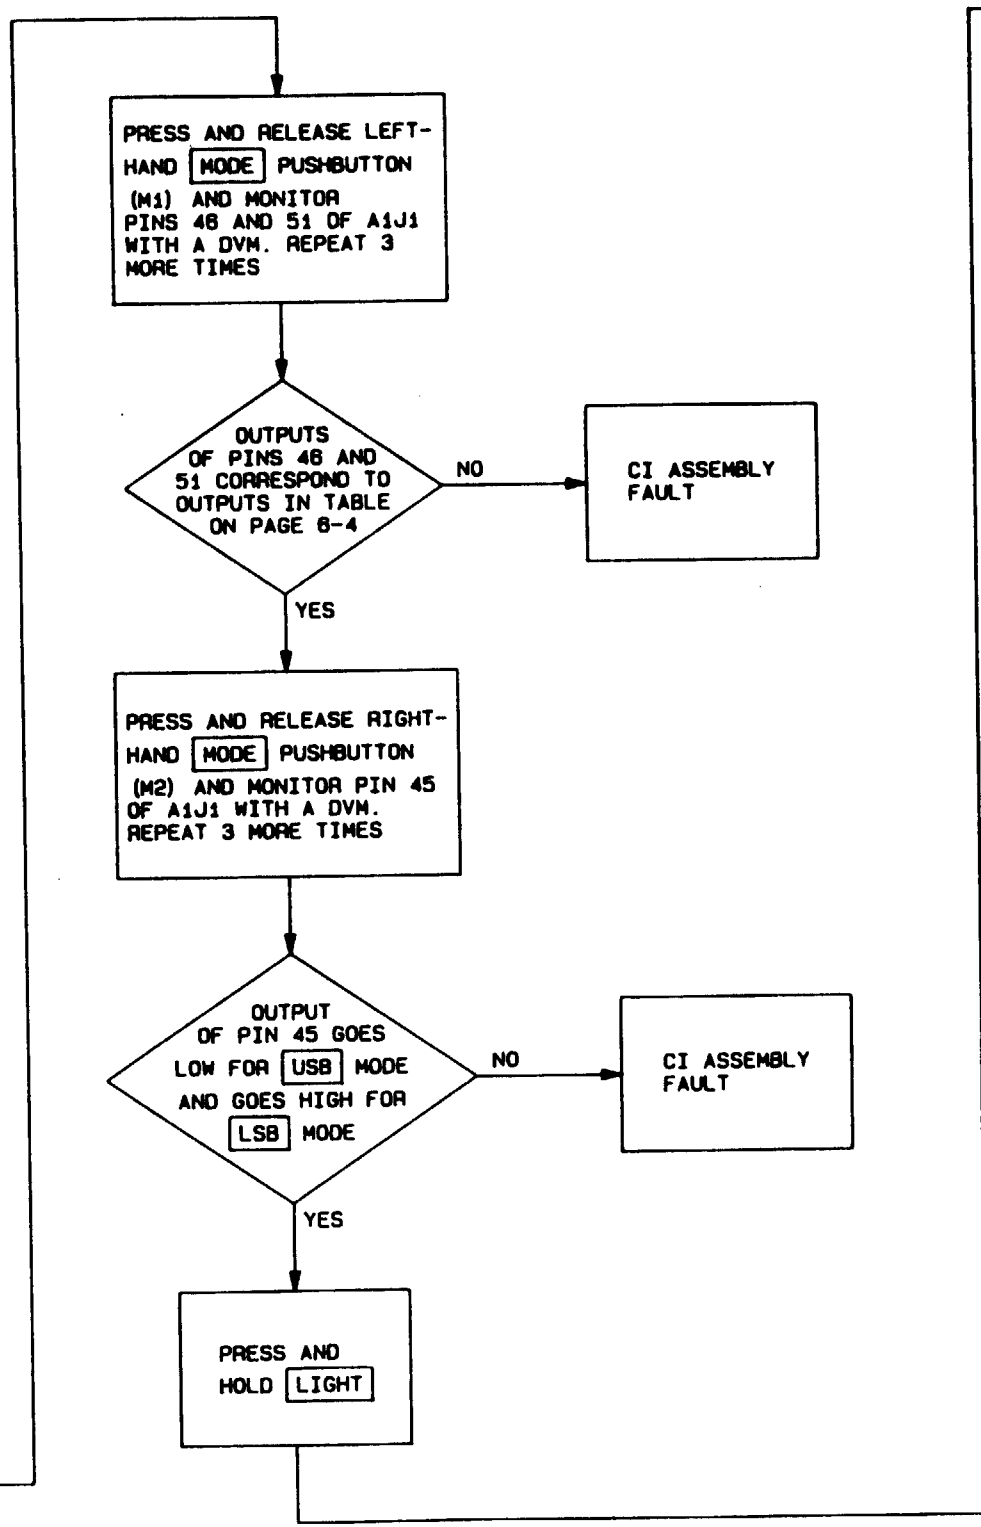 PRESS AND RELEASE LEFT-
HAND MODE PUSHBUTTON
(M1) AND MONITOR
PINS 46 AND 51 OF A1J1
WITH A DVM. REPEAT 3
MORE TIMES
OUTPUTS
OF PINS 46 AND
51 CORRESPOND TO
OUTPUTS IN TABLE
ON PAGE 6-4
NO
CI ASSEMBLY
FAULT
YES
PRESS AND RELEASE RIGHT-
HAND MODE PUSHBUTTON
(M2) AND MONITOR PIN 45
OF A1J1 WITH A DVM.
REPEAT 3 MORE TIMES
OUTPUT
OF PIN 45 GOES
LOW FOR USB MODE
AND GOES HIGH FOR
LSB MODE
NO
CI ASSEMBLY
FAULT
YES
PRESS AND
HOLD LIGHT